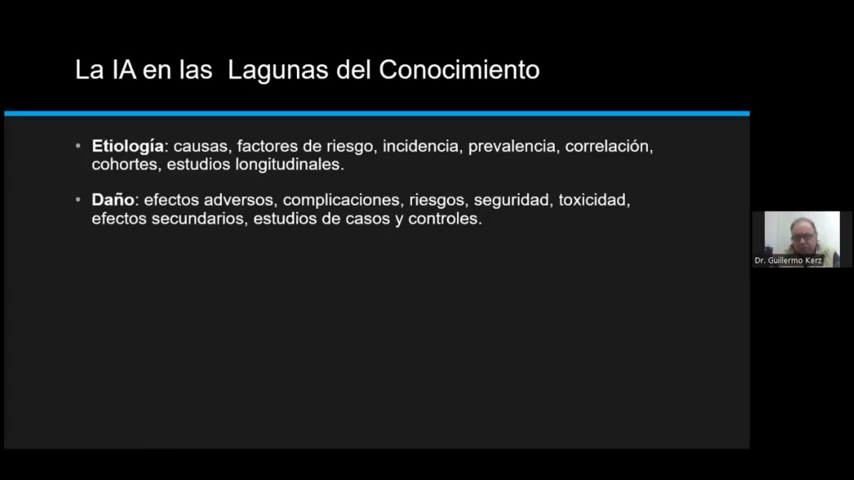 La IA en las  Lagunas del Conocimiento
• Etiología: causas, factores de riesgo, incidencia, prevalencia, correlación,
cohortes, estudios longitudinales.
• Daño: efectos adversos, complicaciones, riesgos, seguridad, toxicidad,
efectos secundarios, estudios de casos y controles.
Dr. Guillermo Kerz